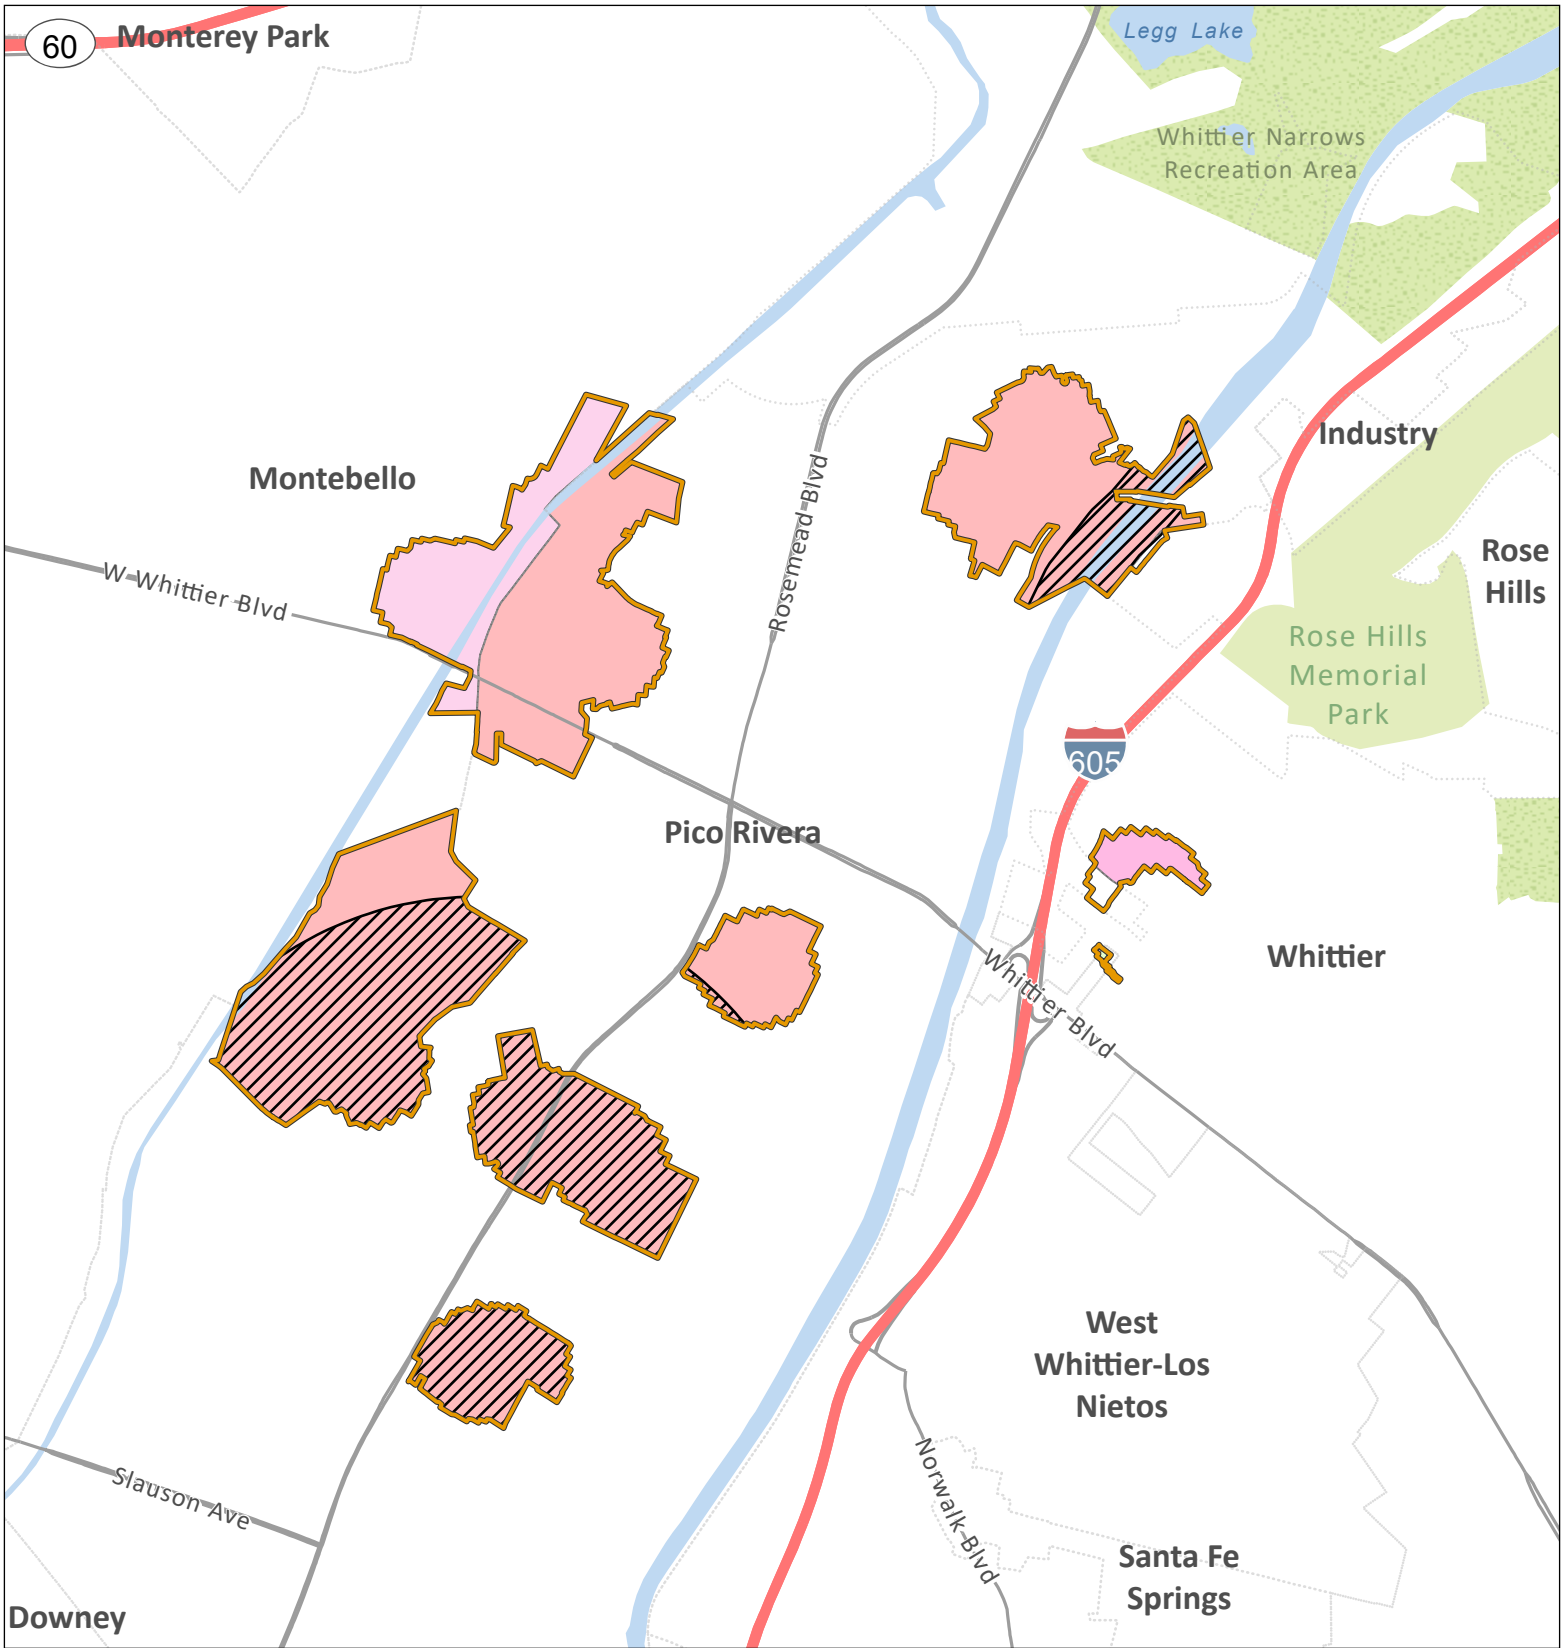 60
Monterey Park
Legg Lake
Whittier Narrows
Recreation Area
Industry
Montebello
Rosemead Blvd
Rose
Hills
W Whittier Blvd
Rose Hills
Memorial
Park
605
Pico Rivera
Whittier
Whittier Blvd
West
Whittier-Los
Nietos
Slauson Ave
Norwalk Blvd
Santa Fe
Springs
Downey